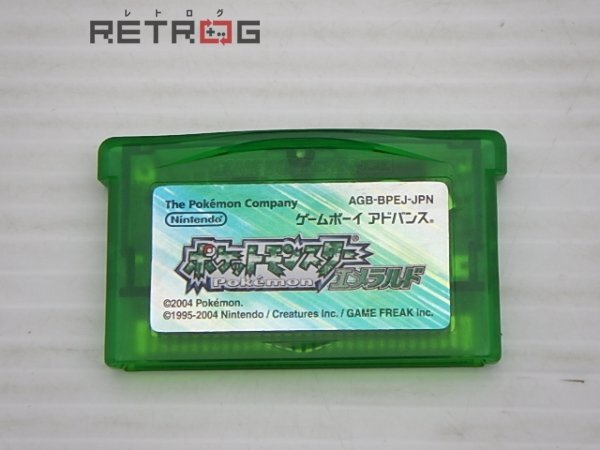 レトログ
RETROG
The Pokémon Company
AGB-BPEJ-JPN
Nintendo
ゲームボーイ アドバンス®
ポケットモンスター®
Pokémon
エメラルド
©2004 Pokémon.
©1995-2004 Nintendo / Creatures inc. / GAME FREAK inc.